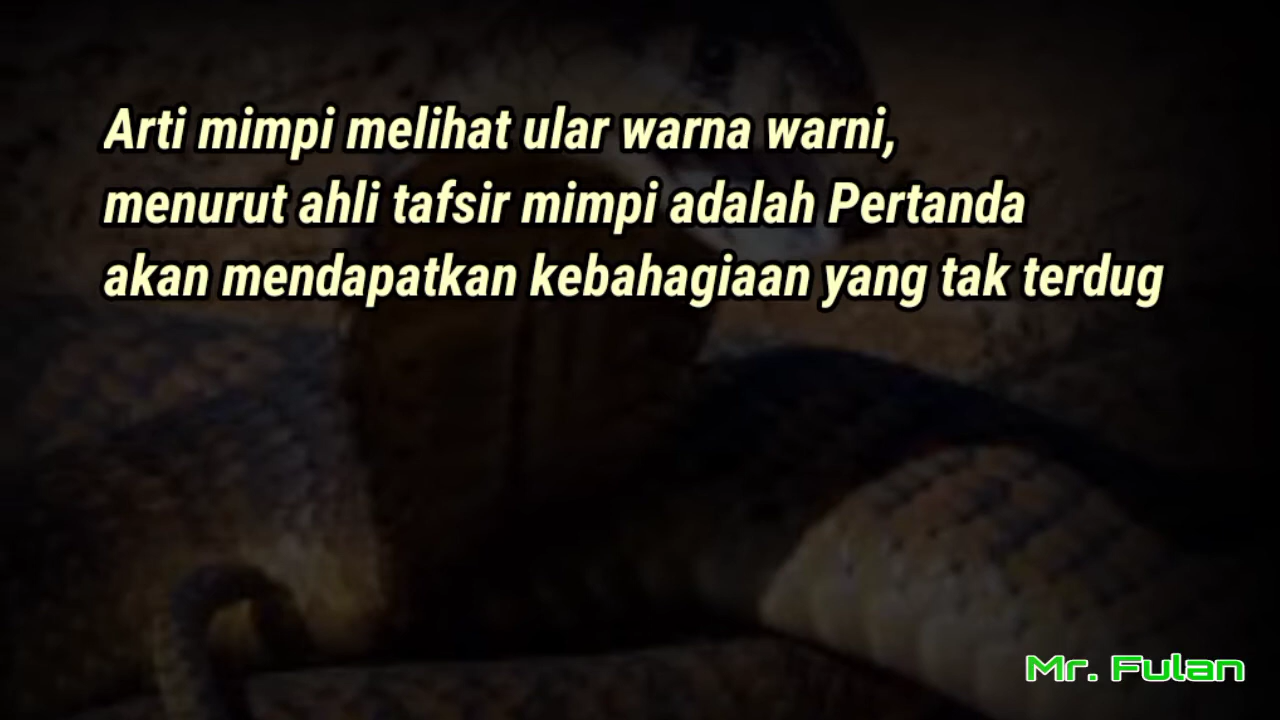 Arti mimpi melihat ular warna warni,
menurut ahli tafsir mimpi adalah Pertanda
akan mendapatkan kebahagiaan yang tak terdug
Mr. Fulan